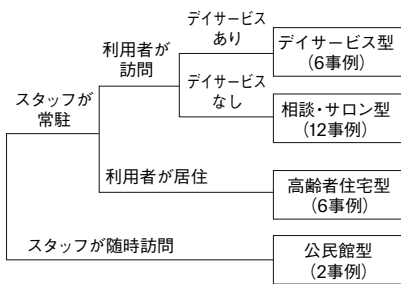 デイサービス
あり
デイサービス型
(6事例)
利用者が
訪問
デイサービス
なし
相談・サロン型
(12事例)
スタッフが
常駐
利用者が居住
高齢者住宅型
(6事例)
スタッフが随時訪問
公民館型
(2事例)